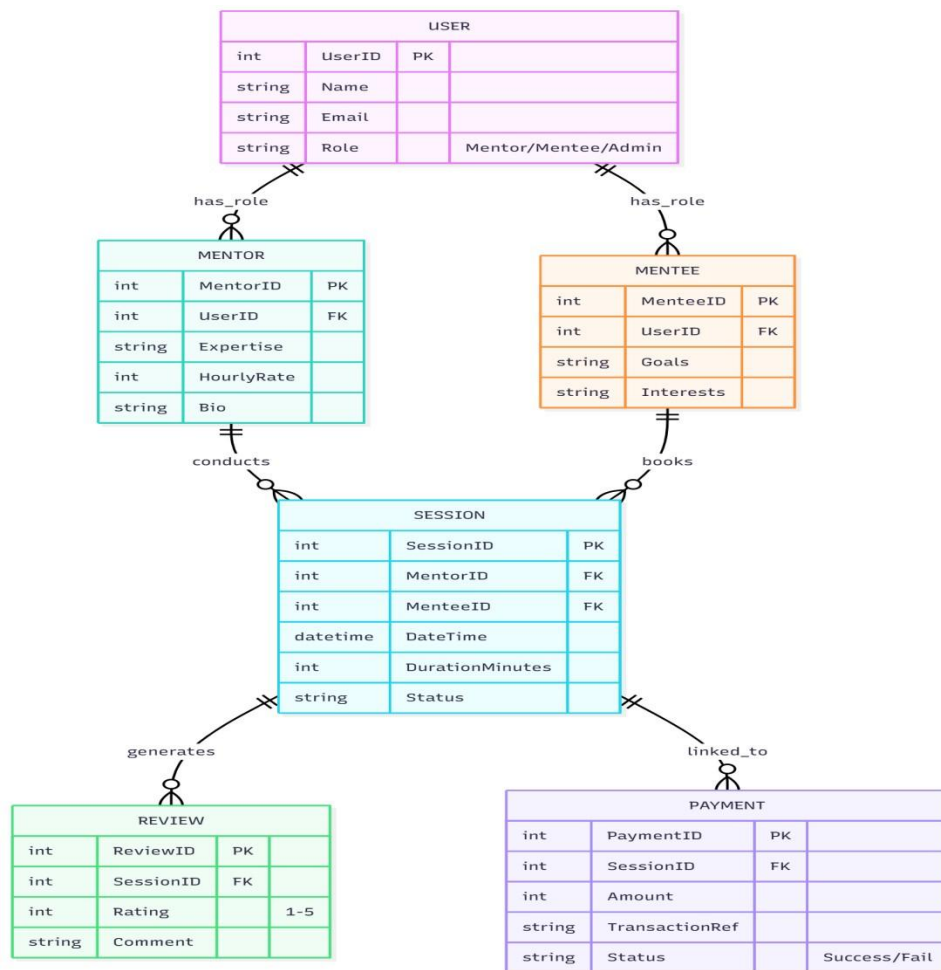 USER
int UserID PK
string Name
string Email
string Role Mentor/Mentee/Admin
has_role
has_role
MENTOR
int MentorID PK
int UserID FK
string Expertise
int HourlyRate
string Bio
MENTEE
int MenteeID PK
int UserID FK
string Goals
string Interests
conducts
books
SESSION
int SessionID PK
int MentorID FK
int MenteeID FK
datetime DateTime
int DurationMinutes
string Status
generates
linked_to
REVIEW
int ReviewID PK
int SessionID FK
int Rating 1-5
string Comment
PAYMENT
int PaymentID PK
int SessionID FK
int Amount
string TransactionRef
string Status Success/Fail